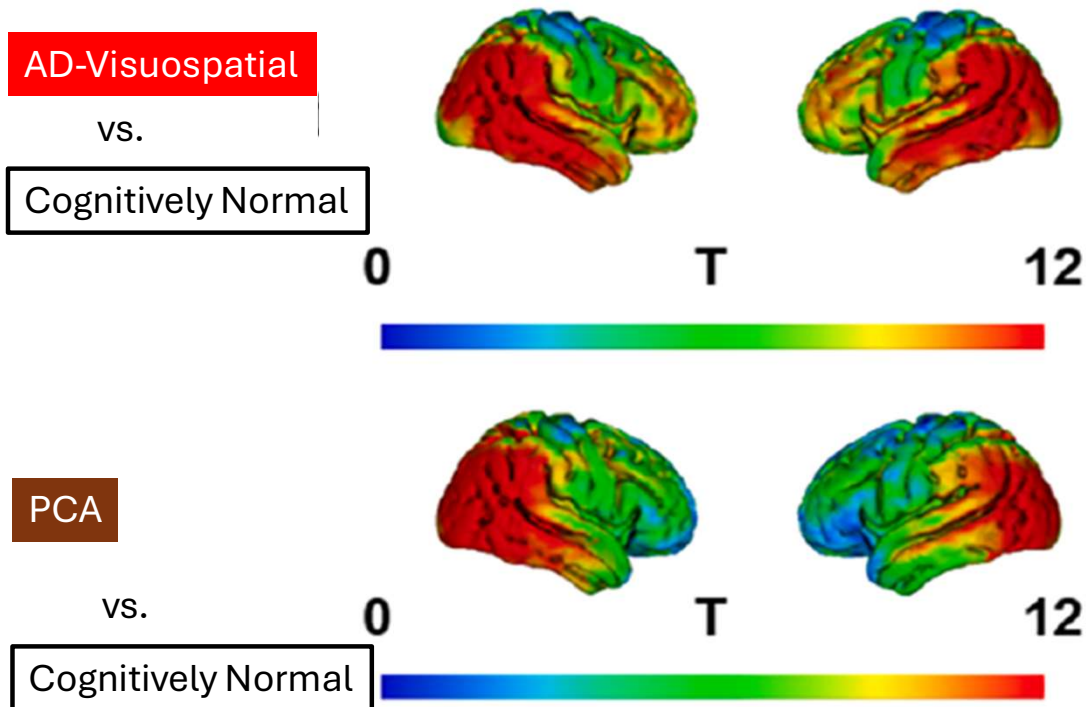 AD-Visuospatial
vs.
Cognitively Normal
0 T 12
PCA
vs.
0 T 12
Cognitively Normal